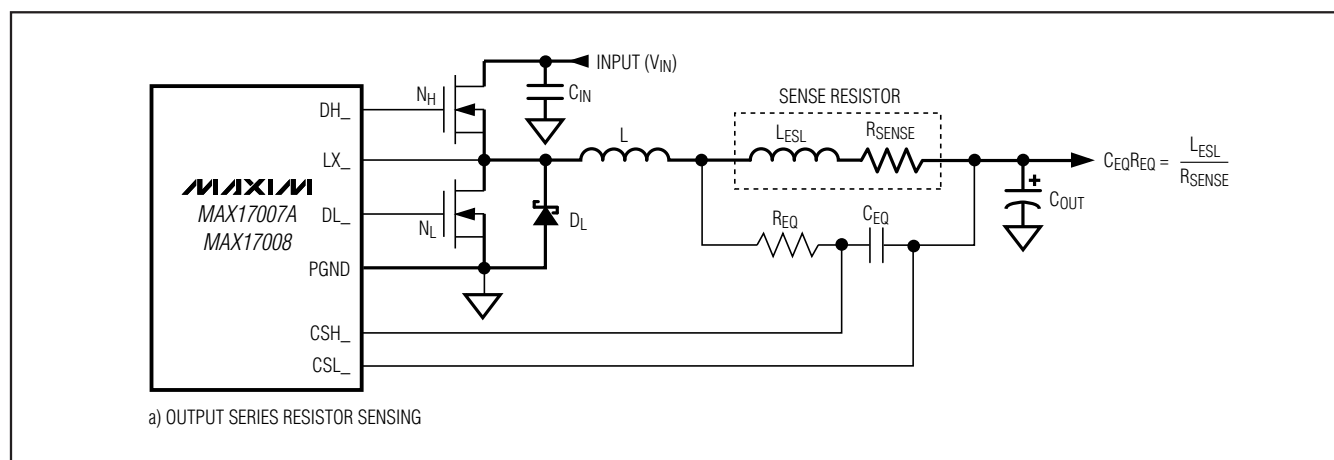 INPUT (VIN)
CIN
NH
DH_
LX_
MAXIM
MAX17007A
MAX17008
DL_
NL
DL
PGND
CSH_
CSL_
L
SENSE RESISTOR
LESL
RSENSE
REQ
CEQ
+
COUT
CEQREQ = LESL
RSENSE
a) OUTPUT SERIES RESISTOR SENSING